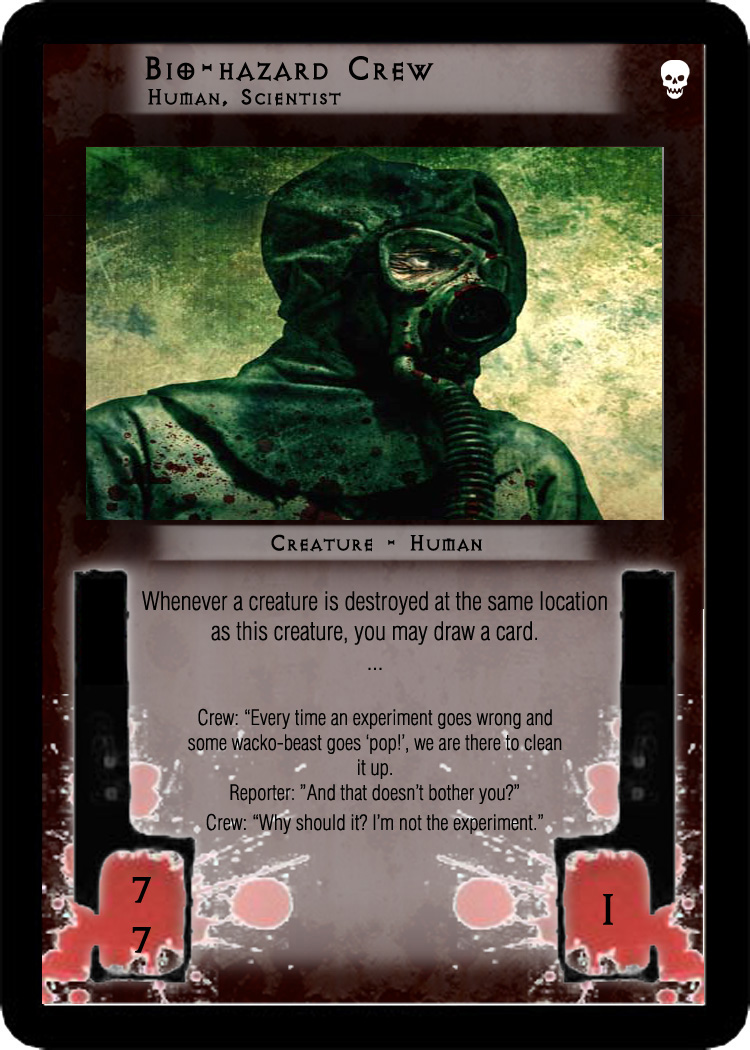 Bio-hazard Crew
Human, Scientist
Creature - Human
Whenever a creature is destroyed at the same location
as this creature, you may draw a card.
...
Crew: “Every time an experiment goes wrong and
some wacko-beast goes ‘pop!’, we are there to clean
it up.
Reporter: ”And that doesn’t bother you?”
Crew: “Why should it? I’m not the experiment.”
7
7
I